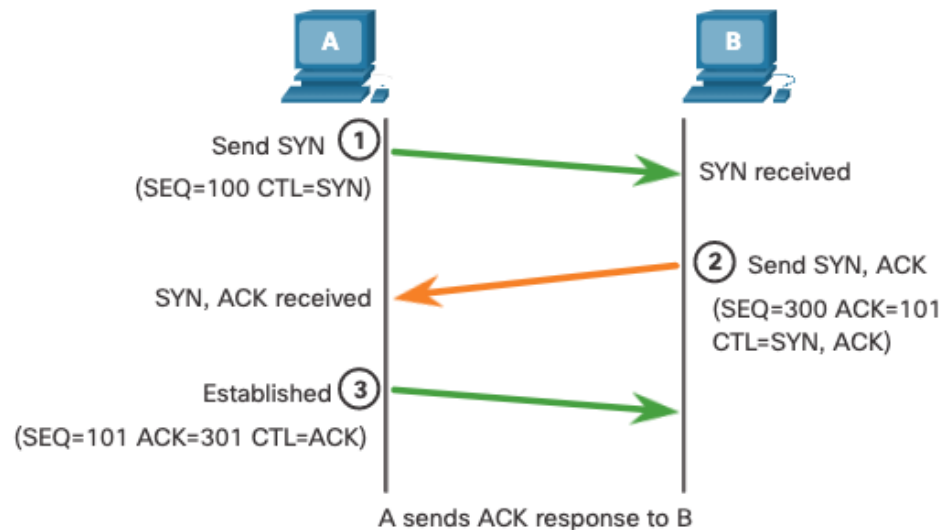 A
B
Send SYN 1
(SEQ=100 CTL=SYN)
SYN received
2 Send SYN, ACK
SYN, ACK received
(SEQ=300 ACK=101
CTL=SYN, ACK)
Established 3
(SEQ=101 ACK=301 CTL=ACK)
A sends ACK response to B